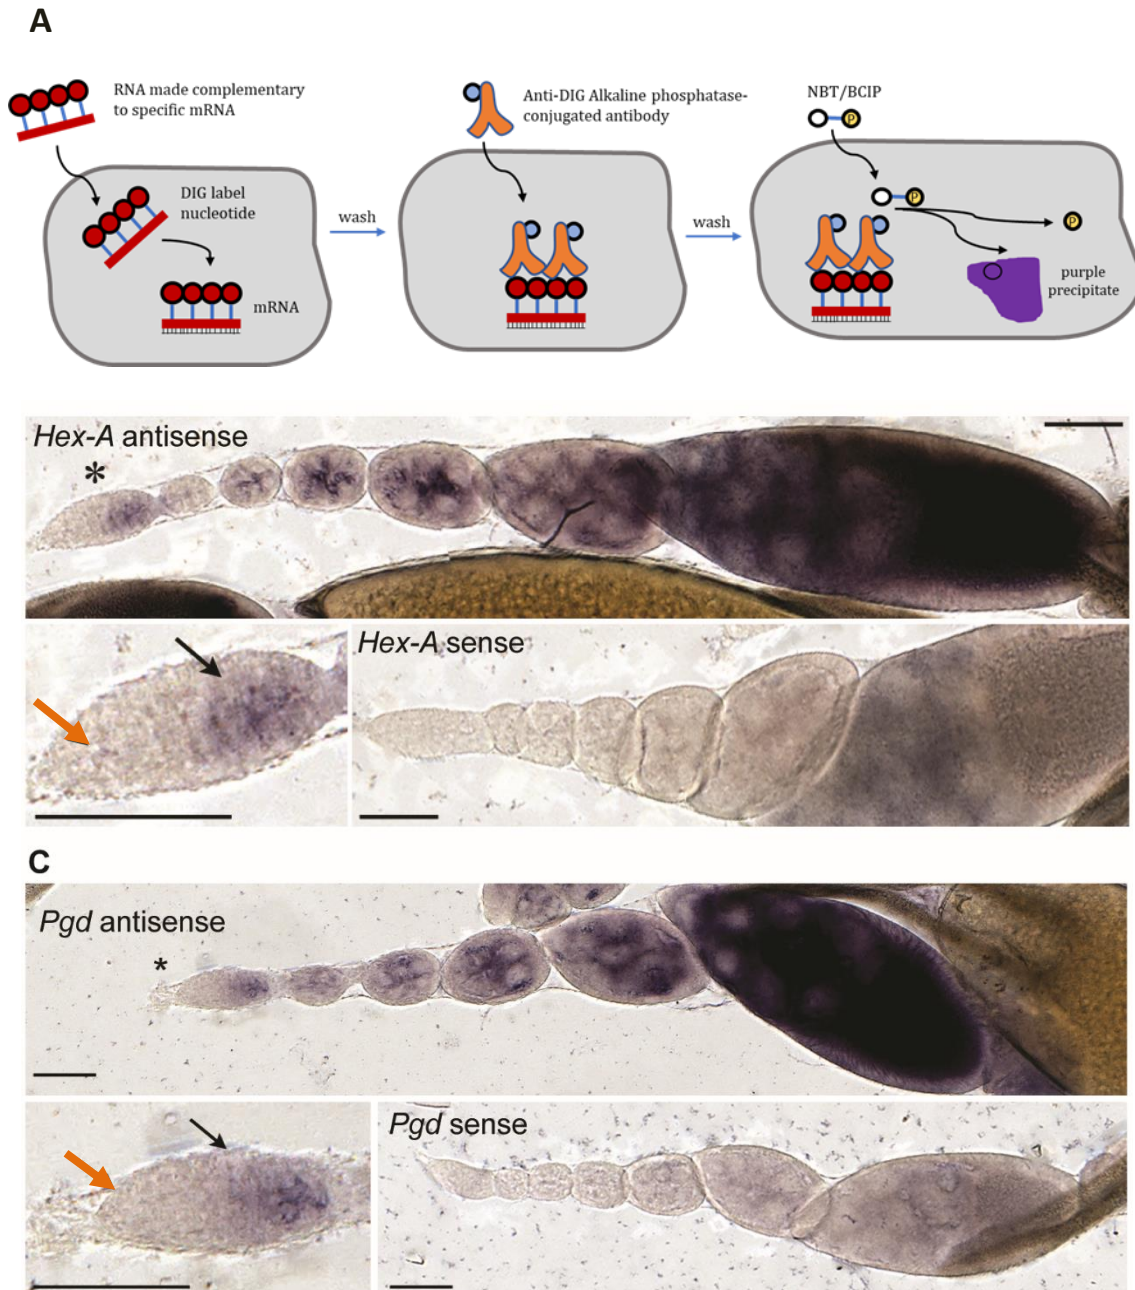 A
RNA made complementary
to specific mRNA
DIG label
nucleotide
mRNA
wash
Anti-DIG Alkaline phosphatase-
conjugated antibody
wash
NBT/BCIP
P
P
P
purple
precipitate
Hex-A antisense
*
Hex-A sense
C
Pgd antisense
*
Pgd sense